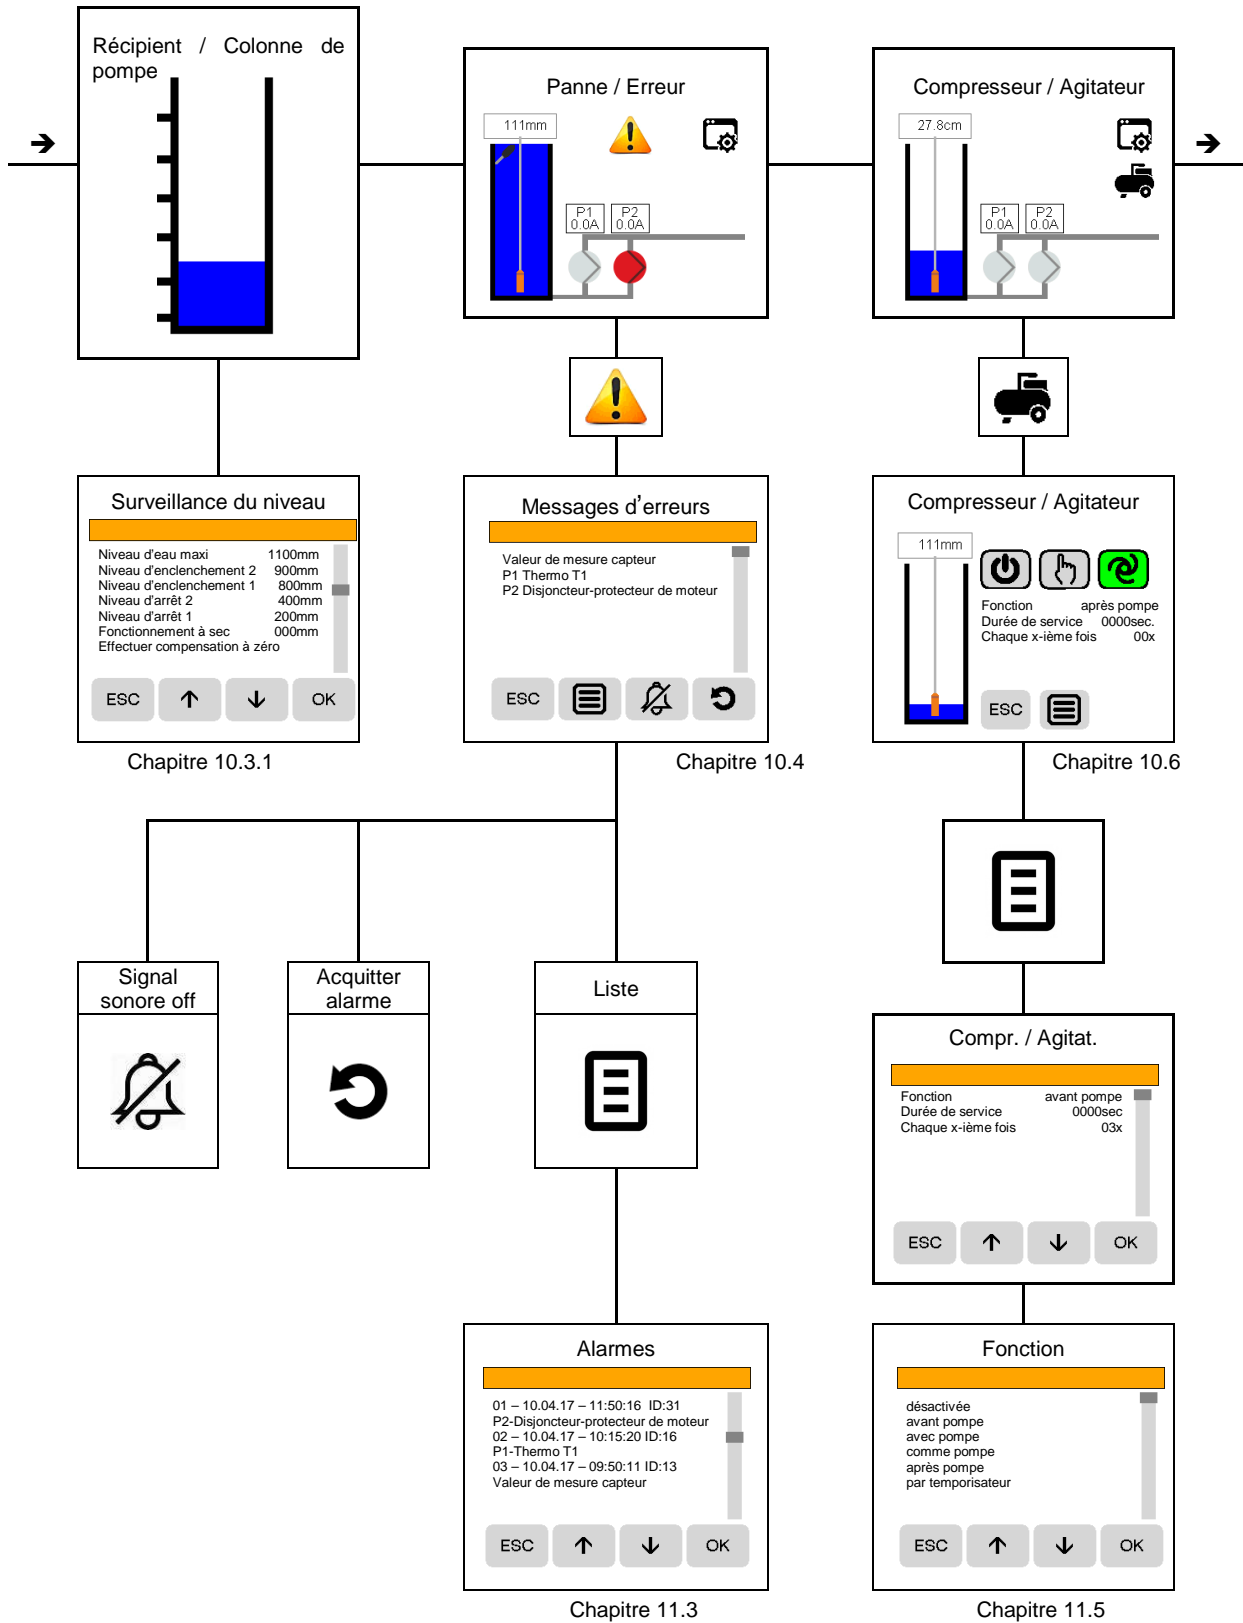 Récipient / Colonne de
pompe
Panne / Erreur
111mm
P1
0.0A
P2
0.0A
Compresseur / Agitateur
27.8cm
P1
0.0A
P2
0.0A
Surveillance du niveau
Niveau d'eau maxi 1100mm
Niveau d'enclenchement 2 900mm
Niveau d'enclenchement 1 800mm
Niveau d'arrêt 2 400mm
Niveau d'arrêt 1 200mm
Fonctionnement à sec 000mm
Effectuer compensation à zéro
ESC OK
Chapitre 10.3.1
Messages d'erreurs
Valeur de mesure capteur
P1 Thermo T1
P2 Disjoncteur-protecteur de moteur
ESC
Chapitre 10.4
Compresseur / Agitateur
111mm
Fonction après pompe
Durée de service 0000sec.
Chaque x-ième fois 00x
ESC
Chapitre 10.6
Signal
sonore off
Acquitter
alarme
Liste
Compr. / Agitat.
Fonction avant pompe
Durée de service 0000sec
Chaque x-ième fois 03x
ESC OK
Alarmes
01 – 10.04.17 – 11:50:16 ID:31
P2-Disjoncteur-protecteur de moteur
02 – 10.04.17 – 10:15:20 ID:16
P1-Thermo T1
03 – 10.04.17 – 09:50:11 ID:13
Valeur de mesure capteur
ESC OK
Chapitre 11.3
Fonction
désactivée
avant pompe
avec pompe
comme pompe
après pompe
par temporisateur
ESC OK
Chapitre 11.5